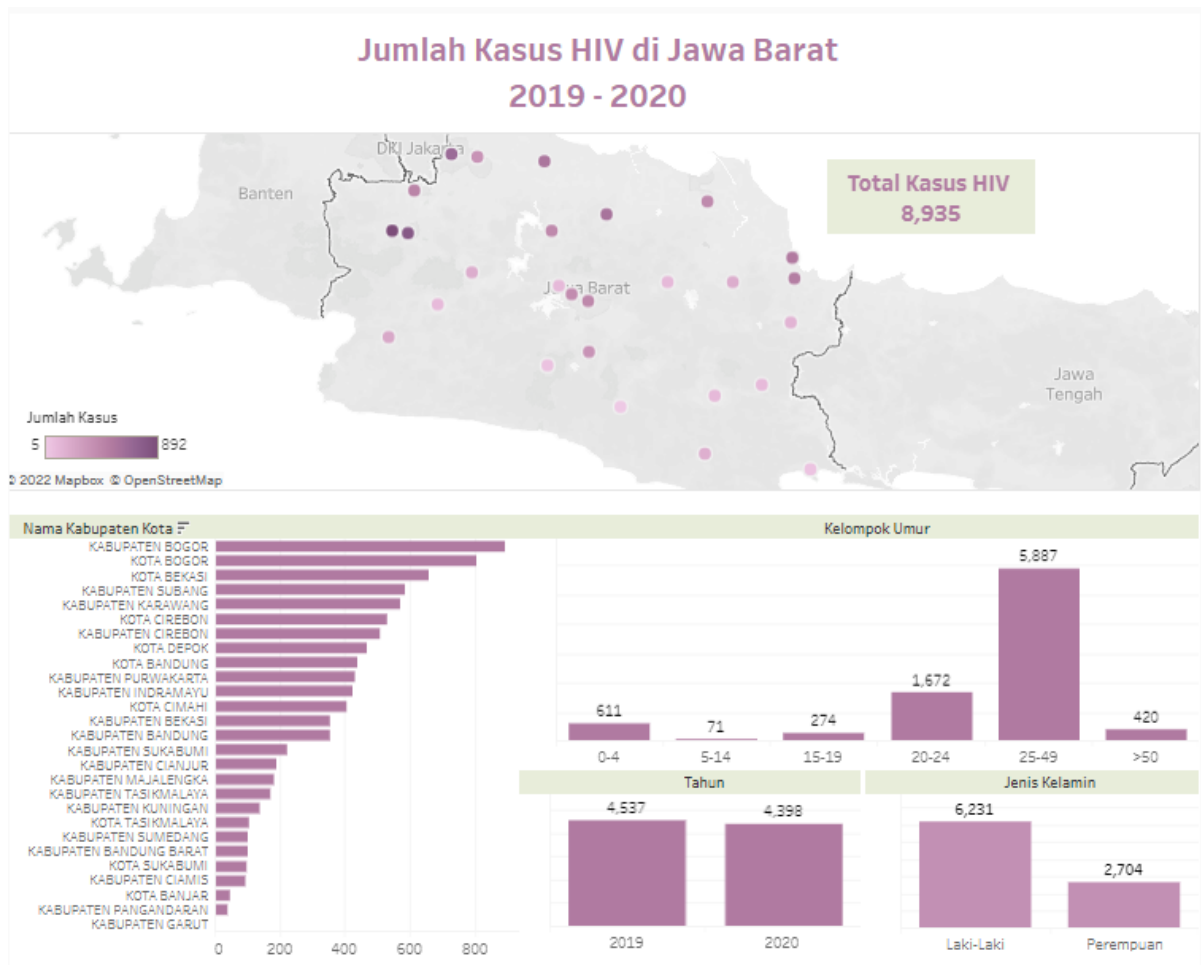 Jumlah Kasus HIV di Jawa Barat
2019 - 2020
DKI Jakarta
Banten
Total Kasus HIV
8,935
Jawa Barat
Jawa
Tengah
Jumlah Kasus
5
892
© 2022 Mapbox © OpenStreetMap
Nama Kabupaten Kota
KABUPATEN BOGOR
KOTA BOGOR
KOTA BEKASI
KABUPATEN SUBANG
KABUPATEN KARAWANG
KOTA CIREBON
KABUPATEN CIREBON
KOTA DEPOK
KOTA BANDUNG
KABUPATEN PURWAKARTA
KABUPATEN INDRAMAYU
KOTA CIMAHI
KABUPATEN BEKASI
KABUPATEN BANDUNG
KABUPATEN SUKABUMI
KABUPATEN CIANJUR
KABUPATEN MAJALENGKA
KABUPATEN TASIKMALAYA
KABUPATEN KUNINGAN
KOTA TASIKMALAYA
KABUPATEN SUMEDANG
KABUPATEN BANDUNG BARAT
KOTA SUKABUMI
KABUPATEN CIAMIS
KOTA BANJAR
KABUPATEN PANGANDARAN
KABUPATEN GARUT
0 200 400 600 800
Kelompok Umur
611 71 274 1,672 5,887 420
0-4 5-14 15-19 20-24 25-49 >50
Tahun
4,537 4,398
2019 2020
Jenis Kelamin
6,231 2,704
Laki-Laki Perempuan